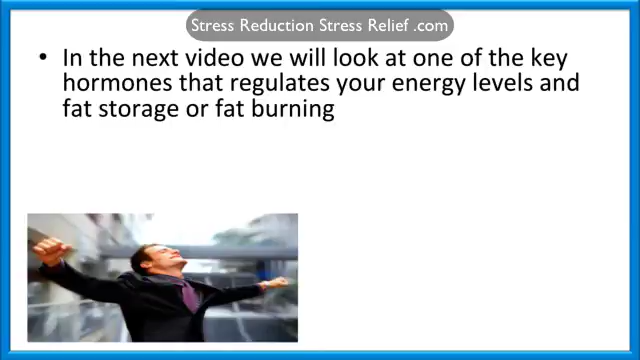 Stress Reduction Stress Relief .com
• In the next video we will look at one of the key
hormones that regulates your energy levels and
fat storage or fat burning